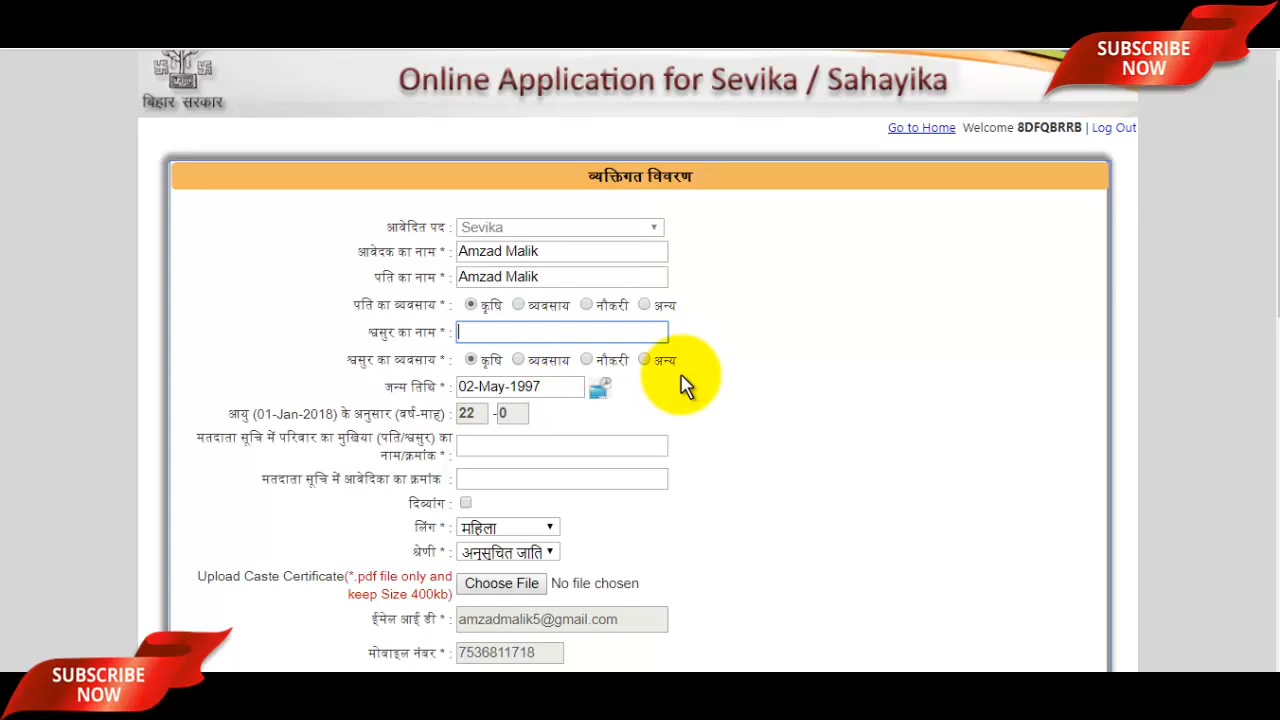 SUBSCRIBE
NOW
बिहार सरकार
Online Application for Sevika / Sahayika
Go to Home Welcome 8DFQBRRB | Log Out
व्यक्तिगत विवरण
आवेदित पद : Sevika
आवेदक का नाम * : Amzad Malik
पति का नाम * : Amzad Malik
पति का व्यवसाय * : कृषि व्यवसाय नौकरी अन्य
श्वसुर का नाम * :
श्वसुर का व्यवसाय * : कृषि व्यवसाय नौकरी अन्य
जन्म तिथि * : 02-May-1997
आयु (01-Jan-2018) के अनुसार (वर्ष-माह) : 22 -0
मतदाता सूचि में परिवार का मुखिया (पति/श्वसुर) का
नाम/क्रमांक * :
मतदाता सूचि में आवेदिका का क्रमांक :
दिव्यांग :
लिंग * : महिला
श्रेणी * : अनुसूचित जाति
Upload Caste Certificate(*.pdf file only and
keep Size 400kb) Choose File No file chosen
ईमेल आई डी * : amzadmalik5@gmail.com
मोबाइल नंबर * : 7536811718
SUBSCRIBE
NOW